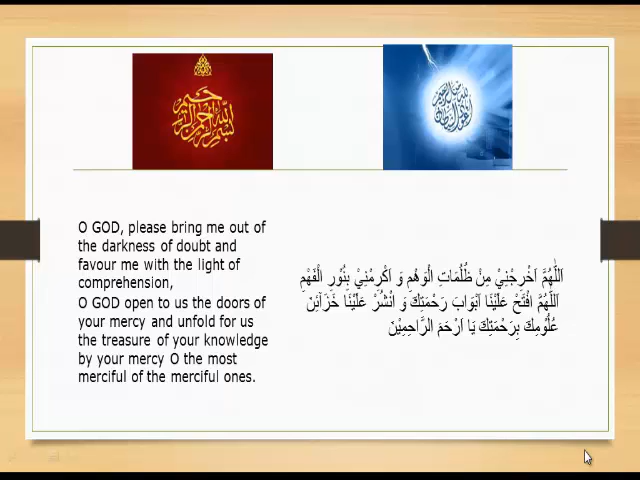 O GOD, please bring me out of
the darkness of doubt and
favour me with the light of
comprehension,
O GOD open to us the doors of
your mercy and unfold for us
the treasure of your knowledge
by your mercy O the most
merciful of the merciful ones.
اَللّٰهُمَّ اَخْرِجْنِيْ مِنْ ظُلُمَاتِ الْوَهْمِ وَ اَكْرِمْنِيْ بِنُوْرِ الْفَهْمِ
اَللّٰهُمَّ افْتَحْ عَلَيْنَا اَبْوَابَ رَحْمَتِكَ وَ انْشُرْ عَلَيْنَا خَزَآئِنَ
عُلُوْمِكَ بِرَحْمَتِكَ يَا اَرْحَمَ الرَّاحِمِيْنَ